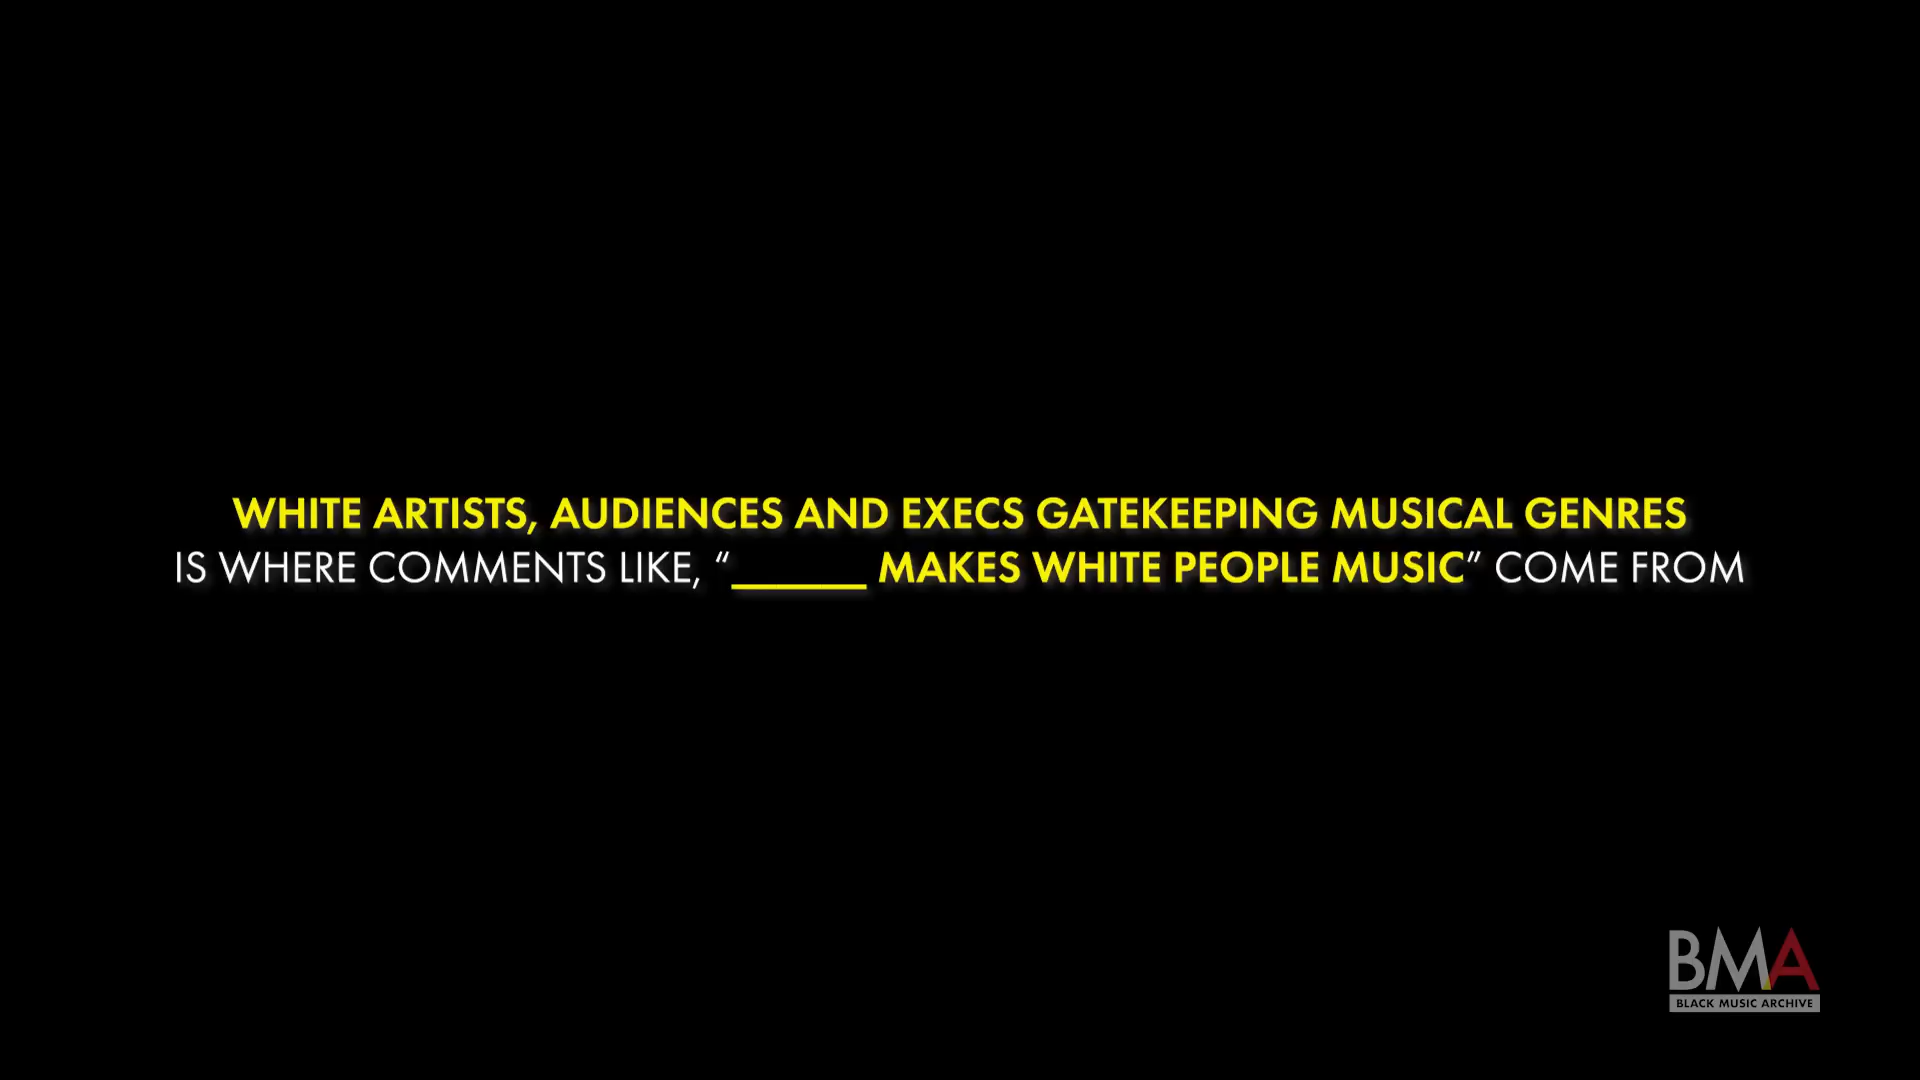 WHITE ARTISTS, AUDIENCES AND EXECS GATEKEEPING MUSICAL GENRES
IS WHERE COMMENTS LIKE, “______ MAKES WHITE PEOPLE MUSIC” COME FROM
BMA
BLACK MUSIC ARCHIVE